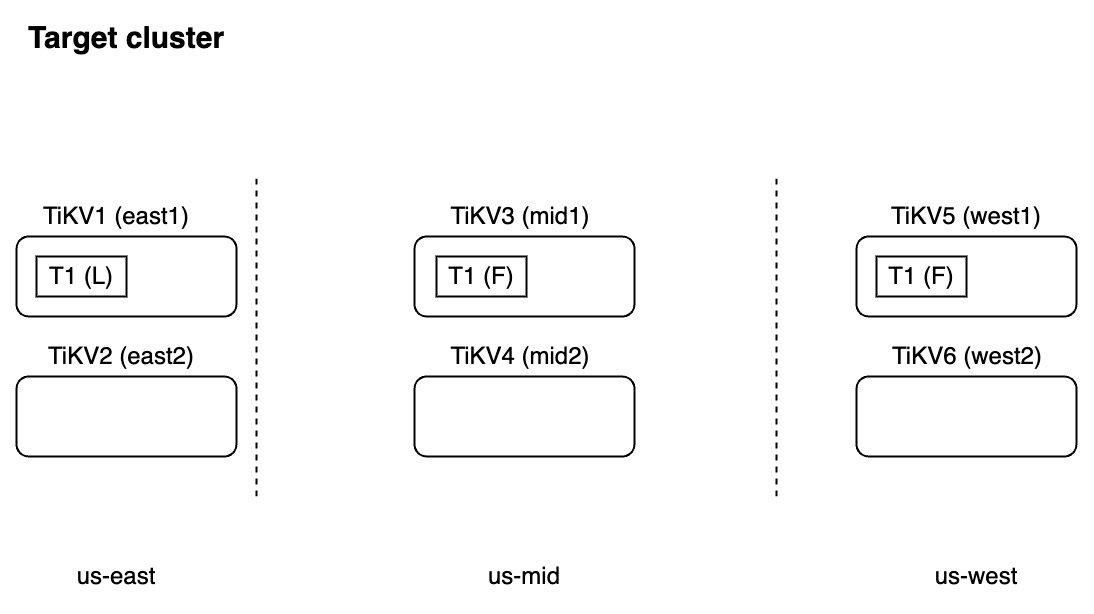 Target cluster
TiKV1 (east1)
TiKV3 (mid1)
TiKV5 (west1)
T1 (L)
T1 (F)
T1 (F)
TiKV2 (east2)
TiKV4 (mid2)
TiKV6 (west2)
us-east
us-mid
us-west